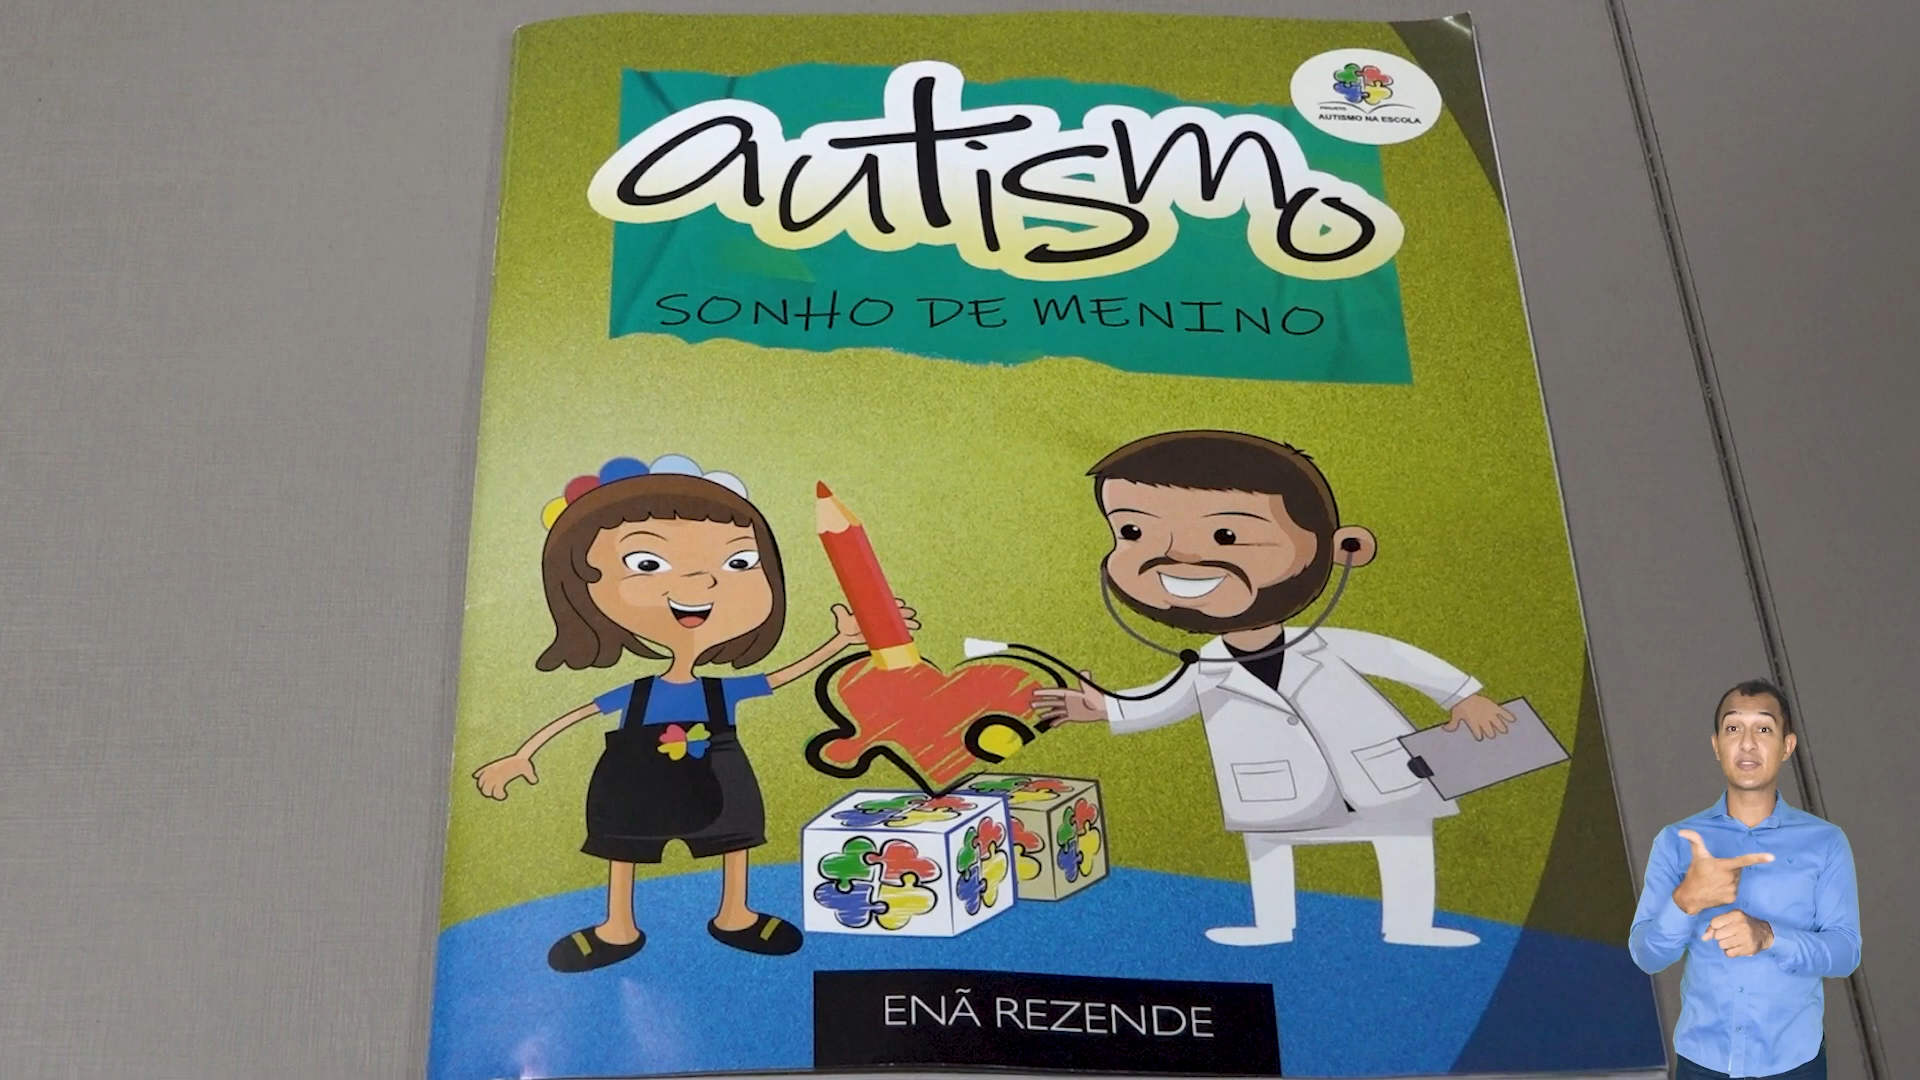 autismo
SONHO DE MENINO
PROJETO
AUTISMO NA ESCOLA
ENÃ REZENDE